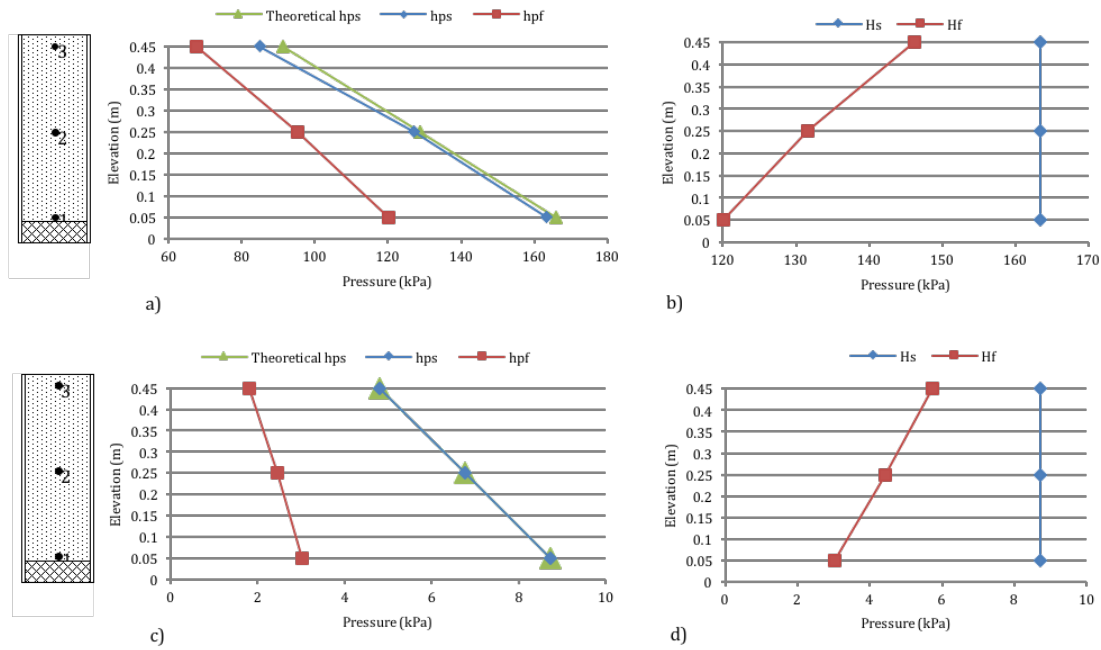 Theoretical hps hps hpf
3
2
1
Elevation (m)
0.45
0.4
0.35
0.3
0.25
0.2
0.15
0.1
0.05
0
60 80 100 120 140 160 180
Pressure (kPa)
a)
Hs Hf
Elevation (m)
0.45
0.4
0.35
0.3
0.25
0.2
0.15
0.1
0.05
0
120 130 140 150 160 170
Pressure (kPa)
b)
Theoretical hps hps hpf
3
2
1
Elevation (m)
0.45
0.4
0.35
0.3
0.25
0.2
0.15
0.1
0.05
0
0 2 4 6 8 10
Pressure (kPa)
c)
Hs Hf
Elevation (m)
0.45
0.4
0.35
0.3
0.25
0.2
0.15
0.1
0.05
0
0 2 4 6 8 10
Pressure (kPa)
d)